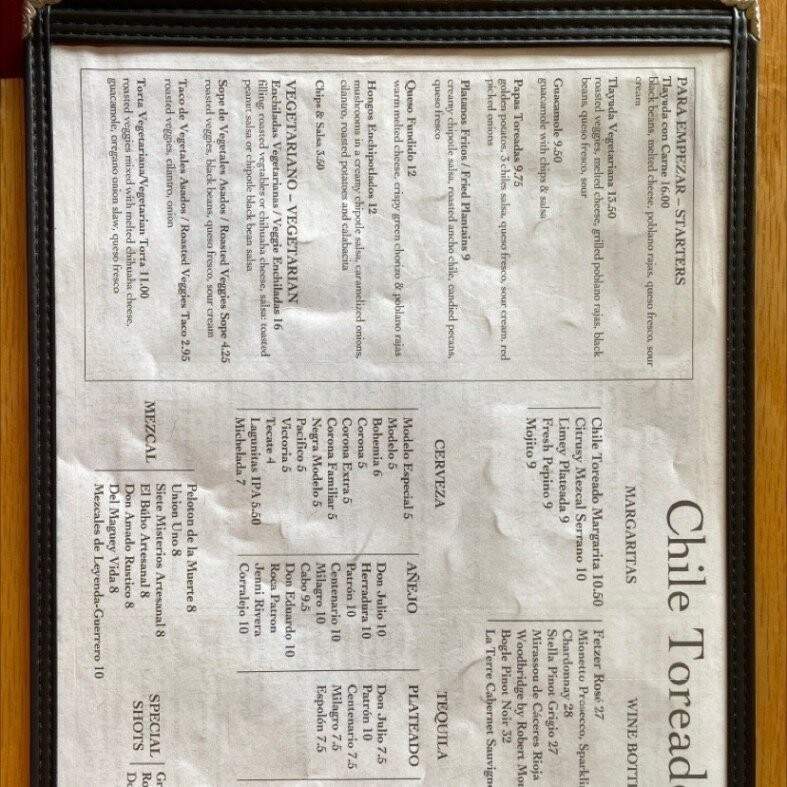 Chile Toread
PARA EMPEZAR – STARTERS
Tlayuda con Carne 16.00
black beans, melted cheese, poblano rajas, queso fresco, sour
cream
Tlayuda Vegetariana 13.50
roasted veggies, melted cheese, grilled poblano rajas, black
beans, queso fresco, sour
Guacamole 9.50
guacamole with chips & salsa
Papas Toreadas 9.75
golden potatos, 3 chiles salsa, queso fresco, sour cream, red
picked onions
Platanos Fritos / Fried Plantains 9
creamy chipotle salsa, roasted ancho chile, candied pecans,
queso fresco
Queso Fundido 12
warm melted cheese, crispy green chorizo & poblano rajas
Hongos Enchipotlados 12
mushrooms in a creamy chipotle salsa, caramelized onions,
cilantro, roasted potatoes and calabacita
Chips & Salsa 3.50
VEGETARIANO – VEGETARIAN
Enchiladas Vegetarianas / Veggie Enchiladas 16
filling: roasted vegtables or chihuaha cheese, salsa: toasted
peanut salsa or chipotle black bean salsa
Sope de Vegetales Asados / Roasted Veggies Sope 4.25
roasted veggies, black beans, queso fresco, sour cream
Taco de Vegetales Asados / Roasted Veggies Taco 2.95
roasted veggies, cilantro, onion
Torta Vegetariana/Vegetarian Torta 11.00
roasted veggies mixed with melted chihuaha cheese,
guacamole, oregano onion slaw, queso fresco
MARGARITAS
Chile Toreado Margarita 10.50
Citrusy Mezcal Serrano 10
Limey Plateada 9
Fresh Pepino 9
Mojito 9
WINE BOTT
Fetzer Rosé 27
Mionetto Prosecco, Sparkli
Chardonnay 28
Stella Pinot Grigio 27
Mirassou de Cáceres Rioja
Woodbridge by Robert Mon
Bogle Pinot Noir 32
La Terre Cabernet Sauvign
CERVEZA
Modelo Especial 5
Modelo 5
Bohemia 6
Corona 5
Corona Extra 5
Corona Familiar 5
Negra Modelo 5
Pacifico 5
Victoria 5
Tecate 4
Lagunitas IPA 5.50
Michelada 7
TEQUILA
AÑEJO
Don Julio 10
Herradura 10
Patrón 10
Centenario 10
Milagro 10
Cabo 9.5
Don Eduardo 10
Roca Patron
Jenni Rivera
Corralejo 10
PLATEADO
Don Julio 7.5
Patrón 10
Centenario 7.5
Milagro 7.5
Espolón 7.5
MEZCAL
Peloton de la Muerte 8
Union Uno 8
Siete Misterios Artesanal 8
El Búho Artesanal 8
Don Amado Rustico 8
Del Maguey Vida 8
Mezcales de Leyenda-Guerrero 10
SPECIAL
SHOTS
Gr
Ro
Do